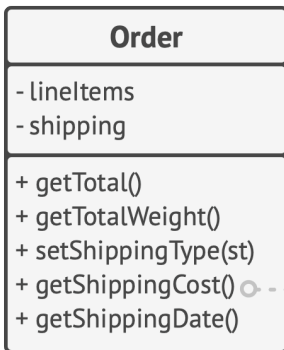 Order
- lineItems
- shipping
+ getTotal()
+ getTotalWeight()
+ setShippingType(st)
+ getShippingCost()
+ getShippingDate()